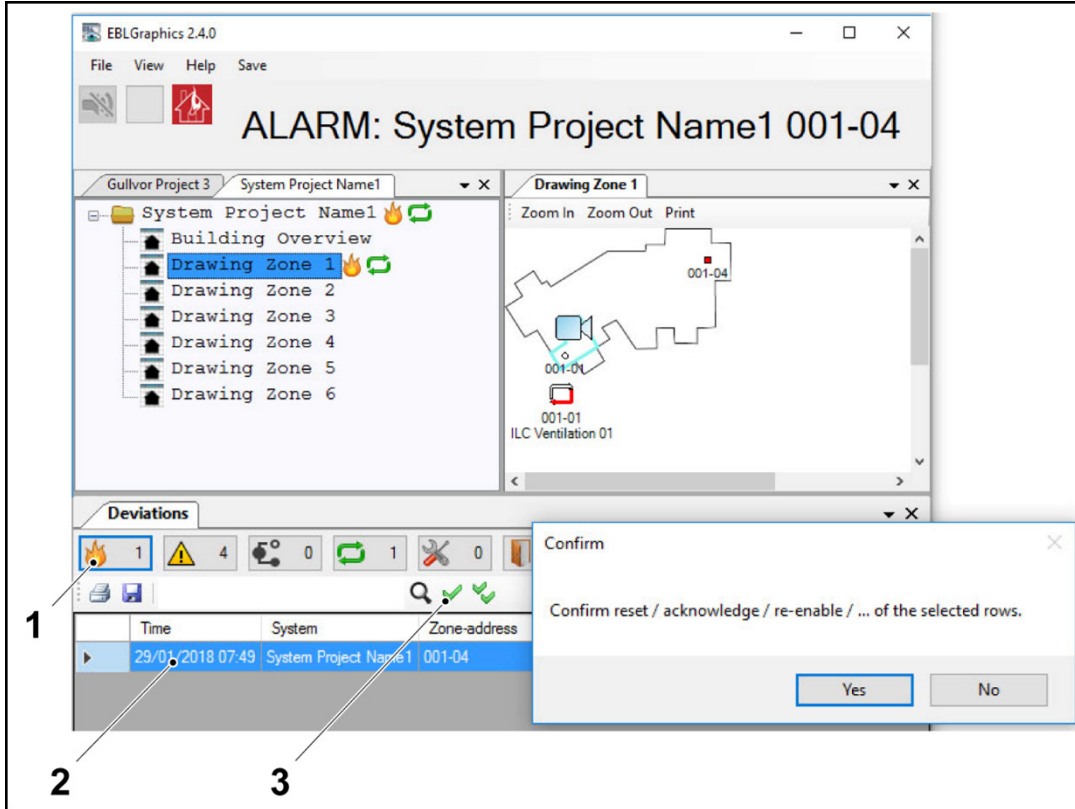 EBLGraphics 2.4.0
File View Help Save
ALARM: System Project Name1 001-04
Gullvor Project 3 System Project Name1
System Project Name1
Building Overview
Drawing Zone 1
Drawing Zone 2
Drawing Zone 3
Drawing Zone 4
Drawing Zone 5
Drawing Zone 6
Drawing Zone 1
Zoom In Zoom Out Print
001-04
001-01
001-01
ILC Ventilation 01
Deviations
1 4 0 1 0
Time System Zone-address
29/01/2018 07:49 System Project Name1 001-04
Confirm
Confirm reset / acknowledge / re-enable / ... of the selected rows.
Yes No
1
2 3